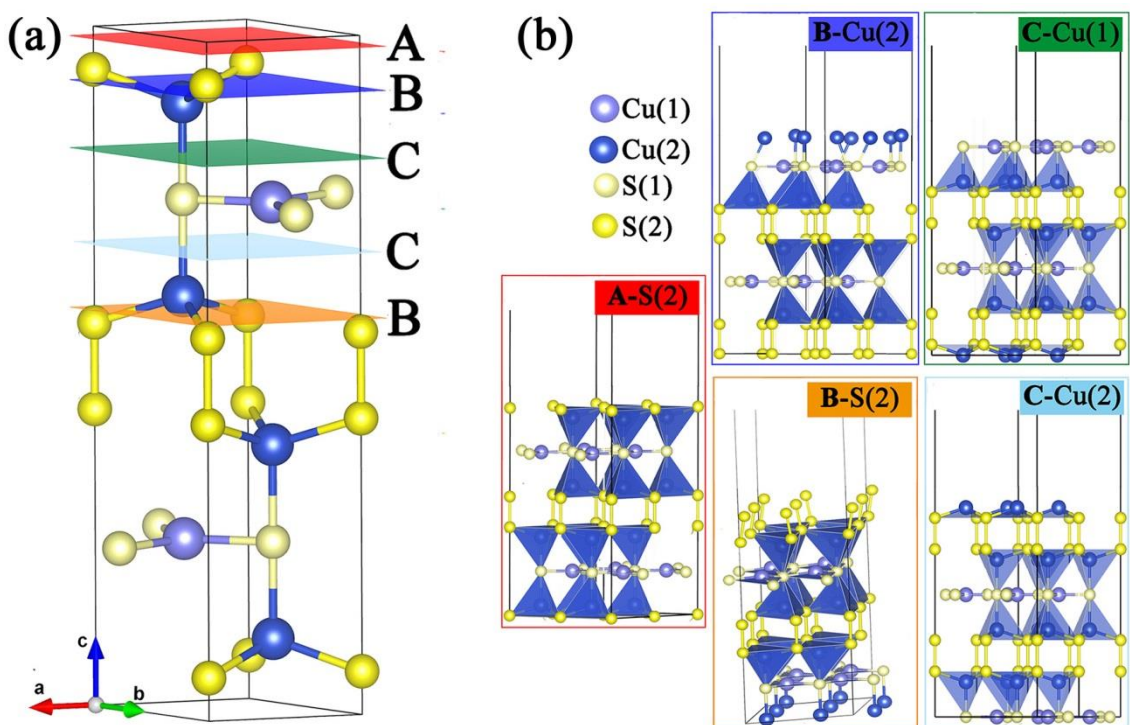 (a)
A
B
C
C
B
c
a
b
(b)
Cu(1)
Cu(2)
S(1)
S(2)
B-Cu(2)
C-Cu(1)
A-S(2)
B-S(2)
C-Cu(2)